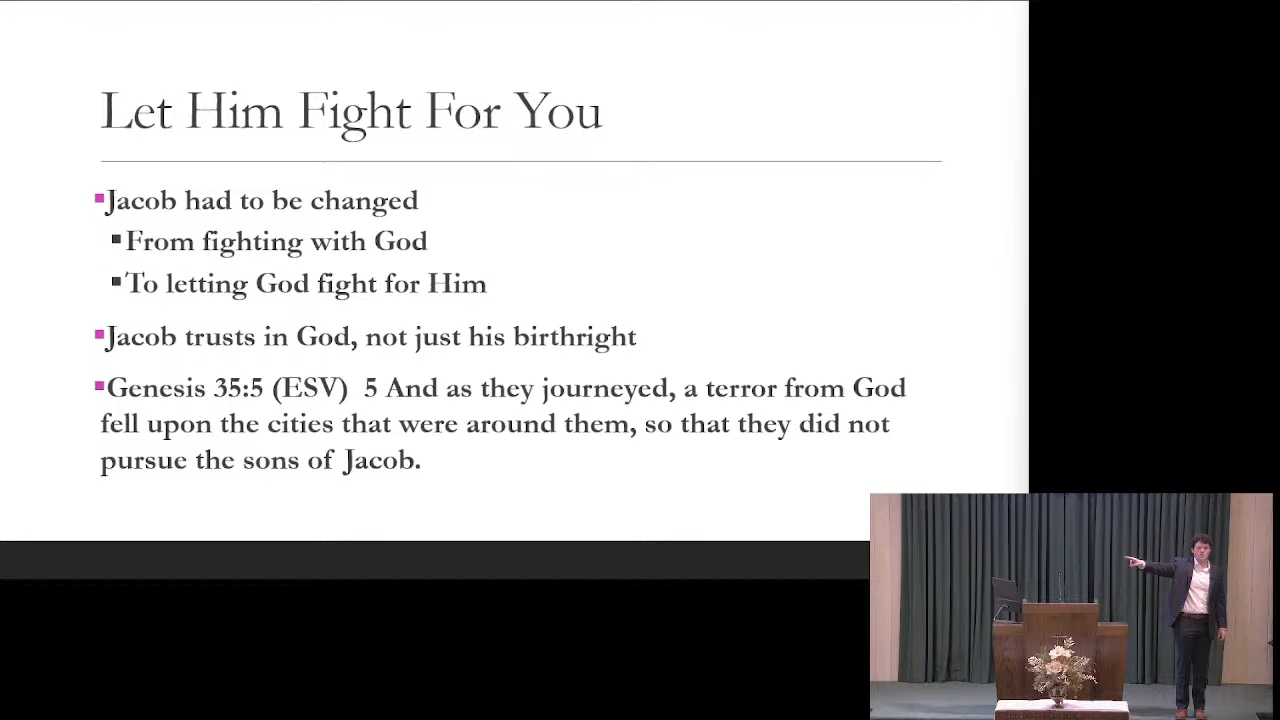 Let Him Fight For You
Jacob had to be changed
From fighting with God
To letting God fight for Him
Jacob trusts in God, not just his birthright
Genesis 35:5 (ESV) 5 And as they journeyed, a terror from God
fell upon the cities that were around them, so that they did not
pursue the sons of Jacob.